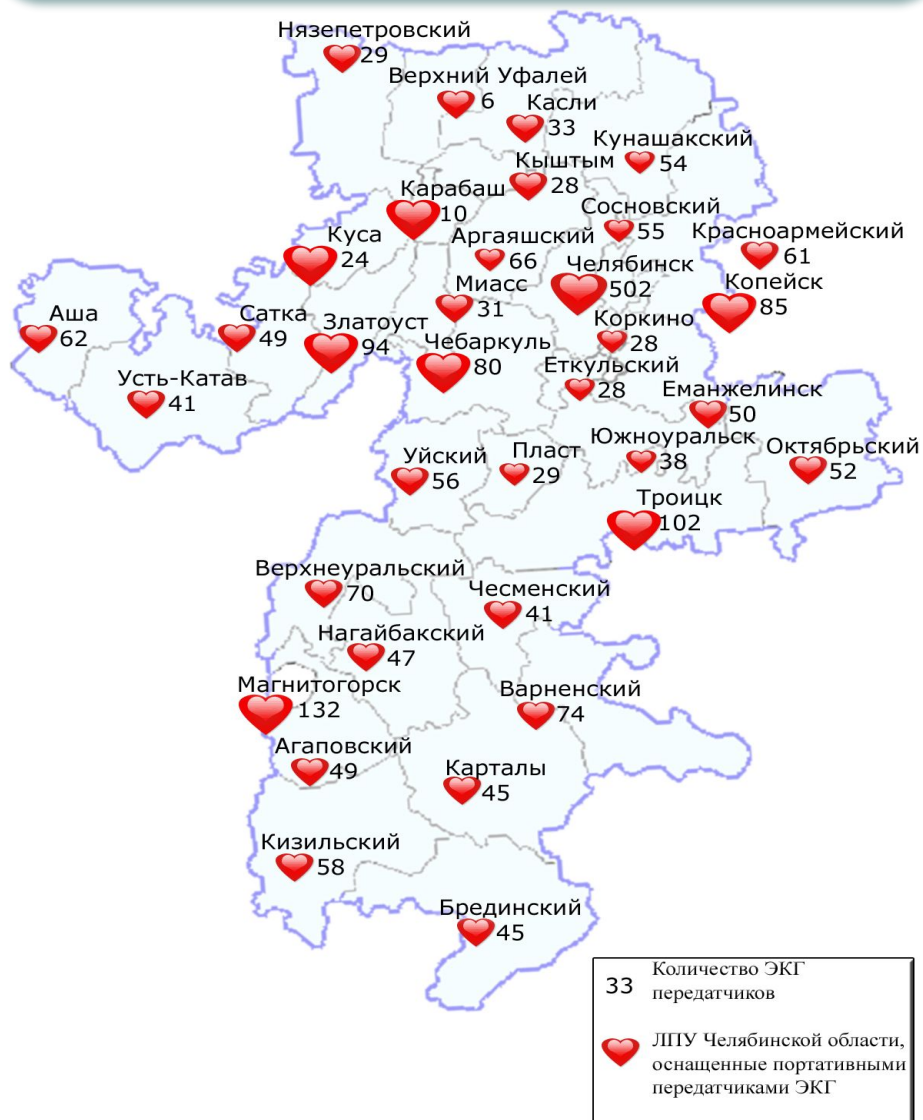 Нязепетровский
29
Верхний Уфалей
6
Касли
33
Кунашакский
54
Кыштым
28
Карабаш
10
Сосновский
55
Красноармейский
61
Куса
24
Аргаяшский
66
Челябинск
502
Копейск
85
Миасс
31
Аша
62
Сатка
49
Златоуст
94
Коркино
28
Чебаркуль
80
Еткульский
28
Усть-Катав
41
Еманжелинск
50
Южноуральск
38
Октябрьский
52
Уйский
56
Пласт
29
Троицк
102
Верхнеуральский
70
Чесменский
41
Нагайбакский
47
Магнитогорск
132
Варненский
74
Агаповский
49
Карталы
45
Кизильский
58
Брединский
45
33 Количество ЭКГ
передатчиков
ЛПУ Челябинской области,
оснащенные портативными
передатчиками ЭКГ